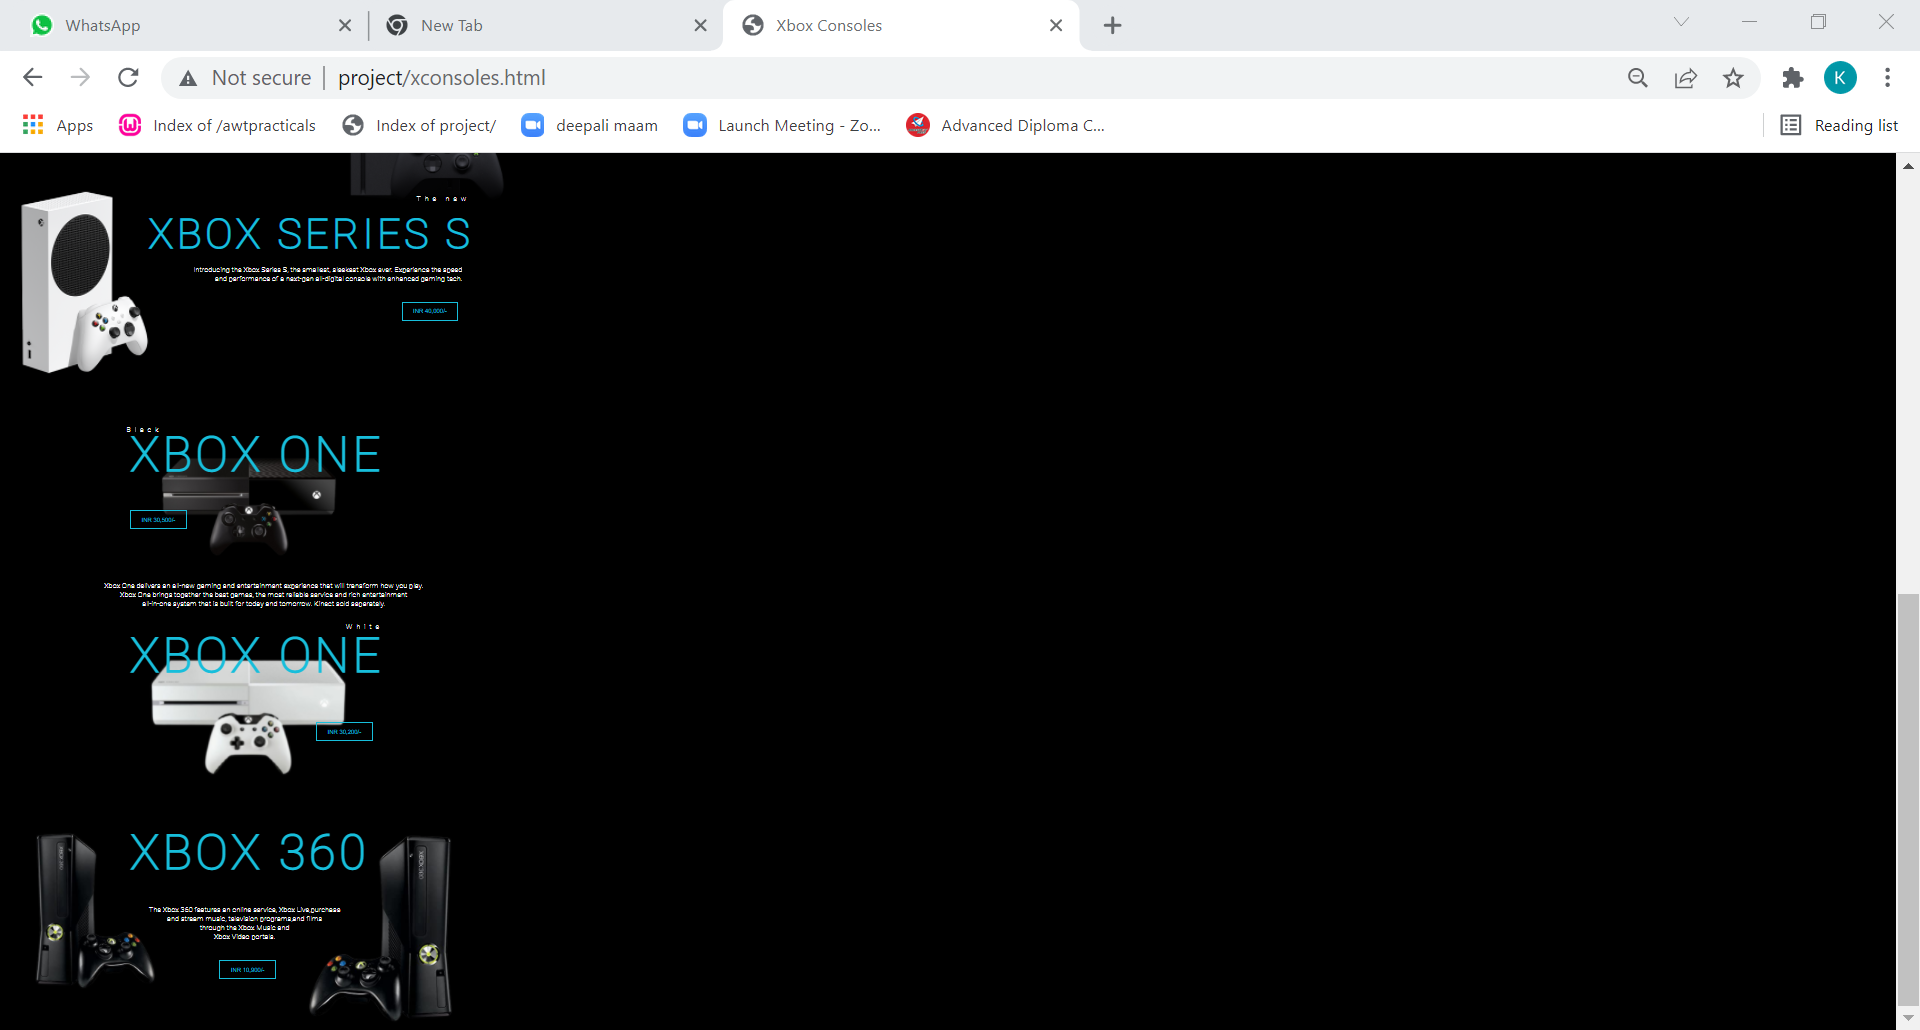 WhatsApp
New Tab
Xbox Consoles
Not secure
project/xconsoles.html
K
Apps
Index of /awtpracticals
Index of project/
deepali maam
Launch Meeting - Zo...
Advanced Diploma C...
Reading list
The new
XBOX SERIES S
Introducing the Xbox Series S, the smallest, sleekest Xbox ever. Experience the speed
and performance of a next-gen all-digital console with enhanced gaming tech.
INR 40,000/-
Black
XBOX ONE
INR 30,500/-
Xbox One delivers an all-new gaming and entertainment experience that will transform how you play.
Xbox One brings together the best games, the most reliable service and rich entertainment
all-in-one system that is built for today and tomorrow. Kinect sold separately.
White
XBOX ONE
INR 30,200/-
XBOX 360
The Xbox 360 features an online service, Xbox Live,purchase
and stream music, television programs,and films
through the Xbox Music and
Xbox Video portals.
INR 10,900/-